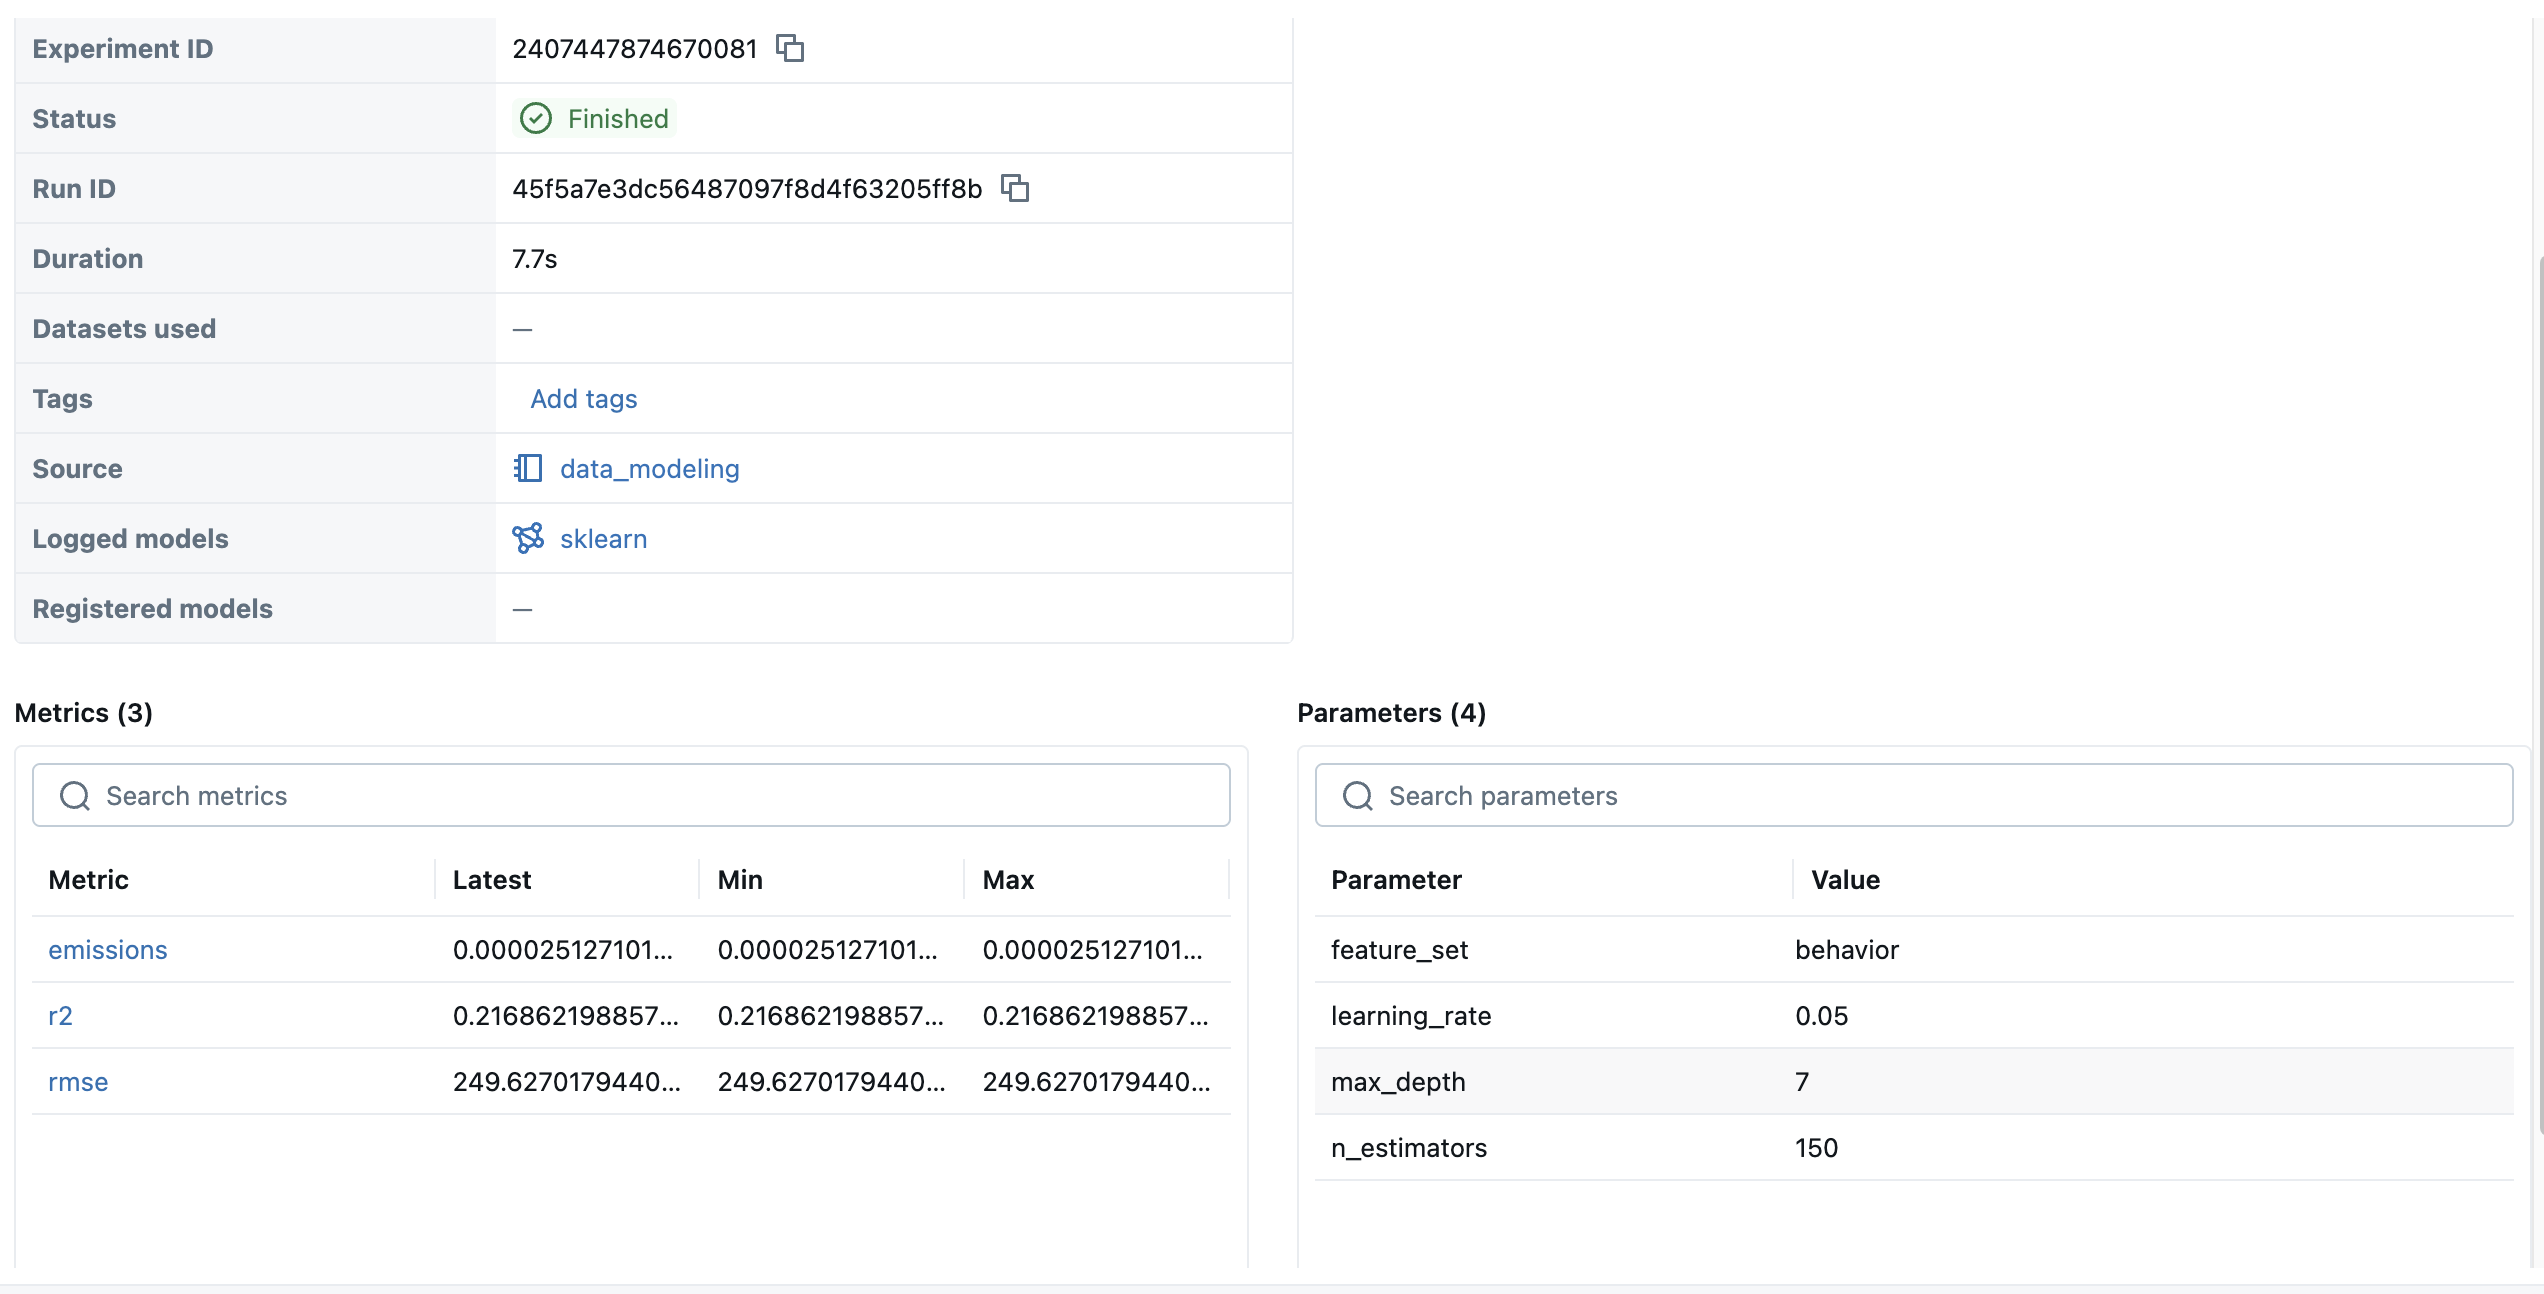 Experiment ID 2407447874670081
Status Finished
Run ID 45f5a7e3dc56487097f8d4f63205ff8b
Duration 7.7s
Datasets used —
Tags Add tags
Source data_modeling
Logged models sklearn
Registered models —
Metrics (3)
Search metrics
Metric Latest Min Max
emissions 0.000025127101... 0.000025127101... 0.000025127101...
r2 0.216862198857... 0.216862198857... 0.216862198857...
rmse 249.6270179440... 249.6270179440... 249.6270179440...
Parameters (4)
Search parameters
Parameter Value
feature_set behavior
learning_rate 0.05
max_depth 7
n_estimators 150